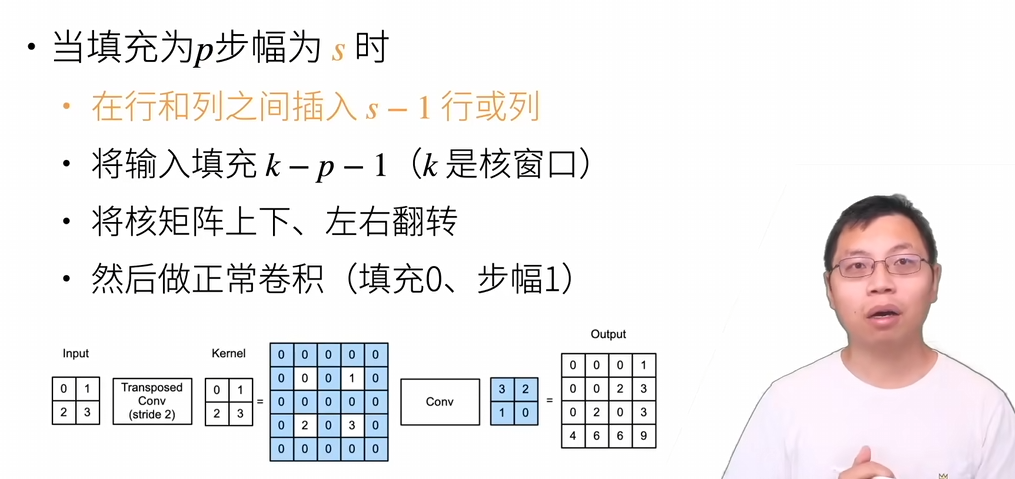 • 当填充为p步幅为 s 时
• 在行和列之间插入 s − 1 行或列
• 将输入填充 k − p − 1（k 是核窗口）
• 将核矩阵上下、左右翻转
• 然后做正常卷积（填充0、步幅1）
Input
0 1
2 3
Transposed
Conv
(stride 2)
Kernel
0 1
2 3
=
0 0 0 0 0
0 0 0 1 0
0 0 0 0 0
0 2 0 3 0
0 0 0 0 0
Conv
3 2
1 0
=
Output
0 0 0 1
0 0 2 3
0 2 0 3
4 6 6 9